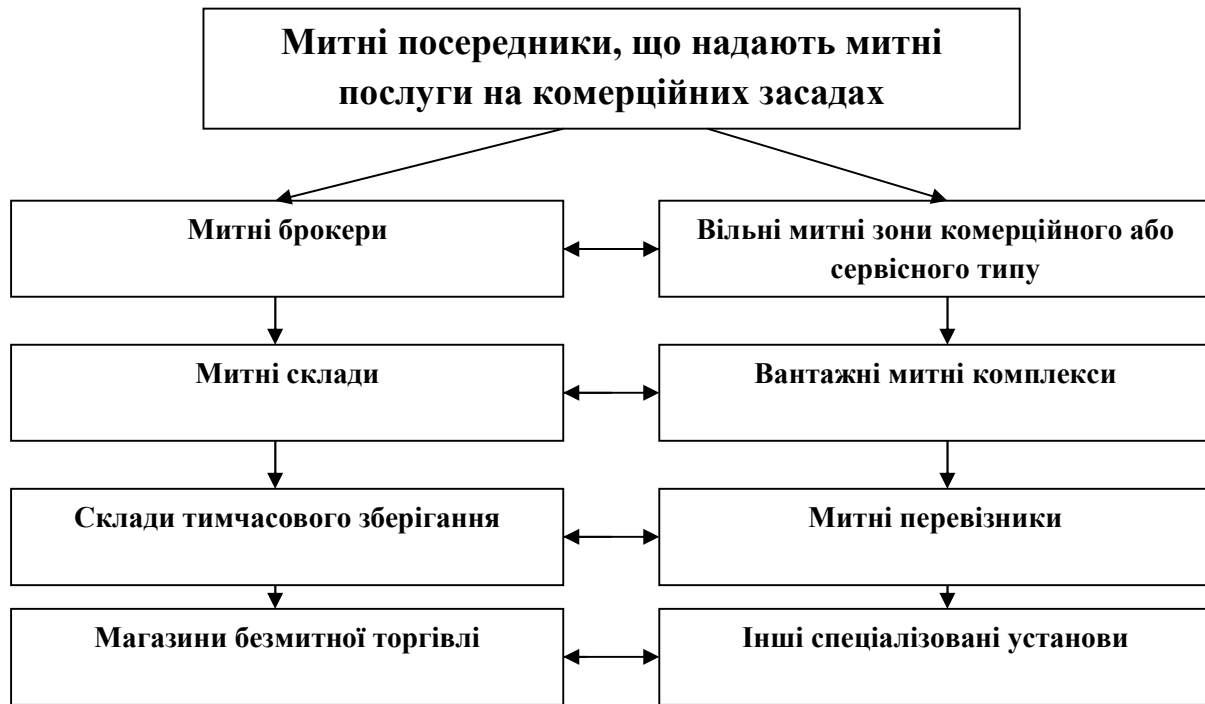 Митні посередники, що надають митні
послуги на комерційних засадах
Митні брокери
Вільні митні зони комерційного або
сервісного типу
Митні склади
Вантажні митні комплекси
Склади тимчасового зберігання
Митні перевізники
Магазини безмитної торгівлі
Інші спеціалізовані установи